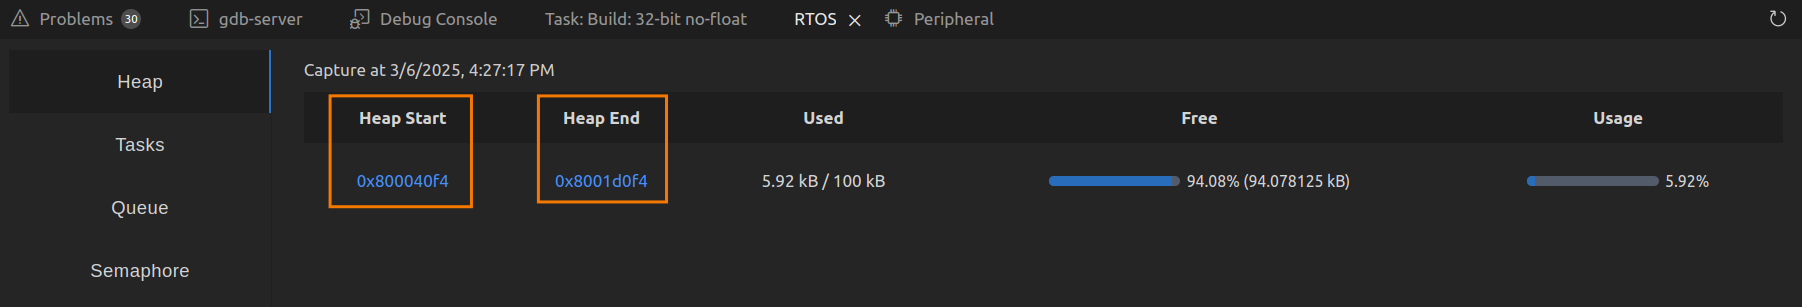 Problems 30 gdb-server Debug Console Task: Build: 32-bit no-float RTOS Peripheral
Capture at 3/6/2025, 4:27:17 PM
Heap
Tasks
Queue
Semaphore
Heap Start Heap End Used Free Usage
0x800040f4 0x8001d0f4 5.92 kB / 100 kB 94.08% (94.078125 kB) 5.92%